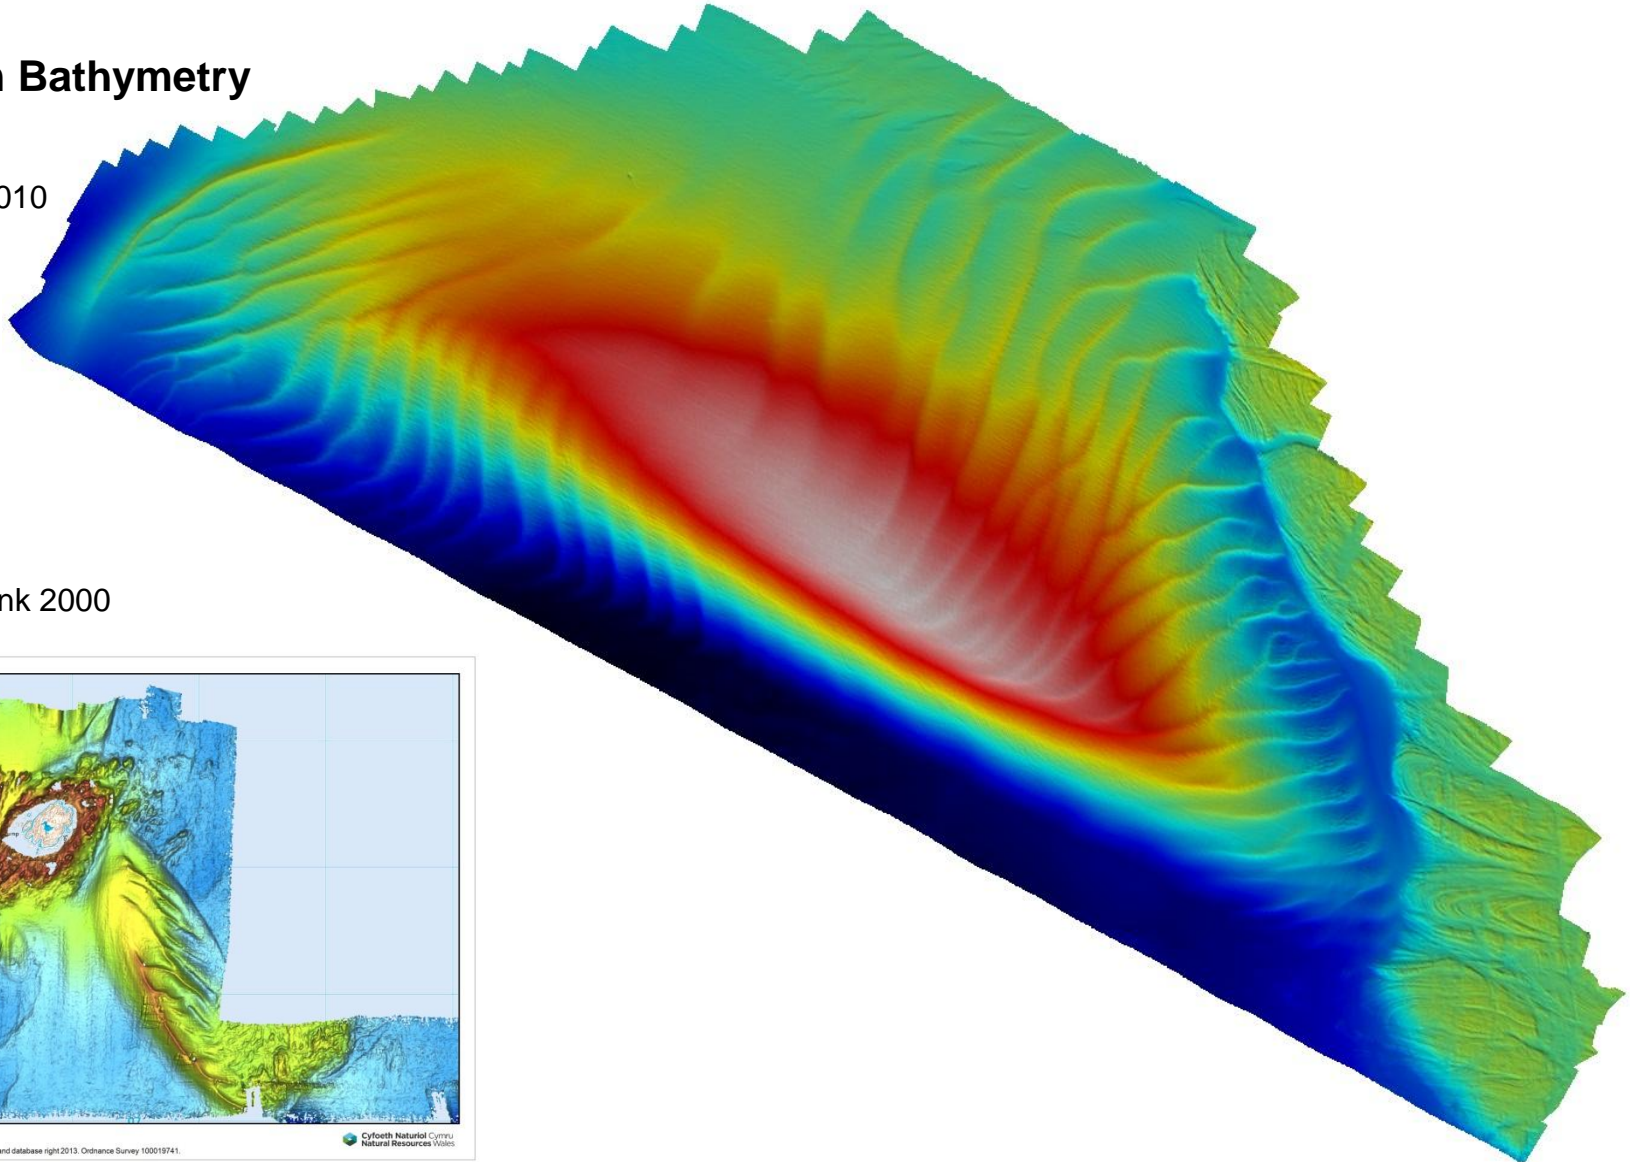 n Bathymetry
010
nk 2000
Cyfoeth Naturiol Cymru
Natural Resources Wales
and database right 2013. Ordnance Survey 100019741.